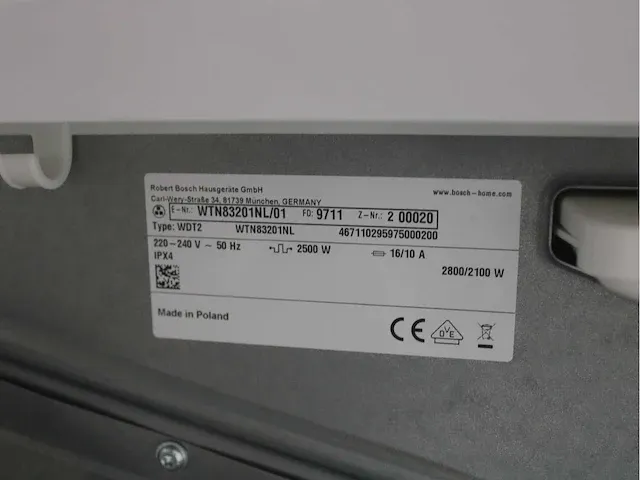 Robert Bosch Hausgeräte GmbH
www.bosch-home.com
Carl-Wery-Straße 34, 81739 München, GERMANY
E-Nr.: WTN83201NL/01 FD: 9711 Z-Nr.: 2 00020
Type: WDT2 WTN83201NL 467110295975000200
220-240 V ~ 50 Hz 2500 W 16/10 A
IPX4 2800/2100 W
Made in Poland CE DVE